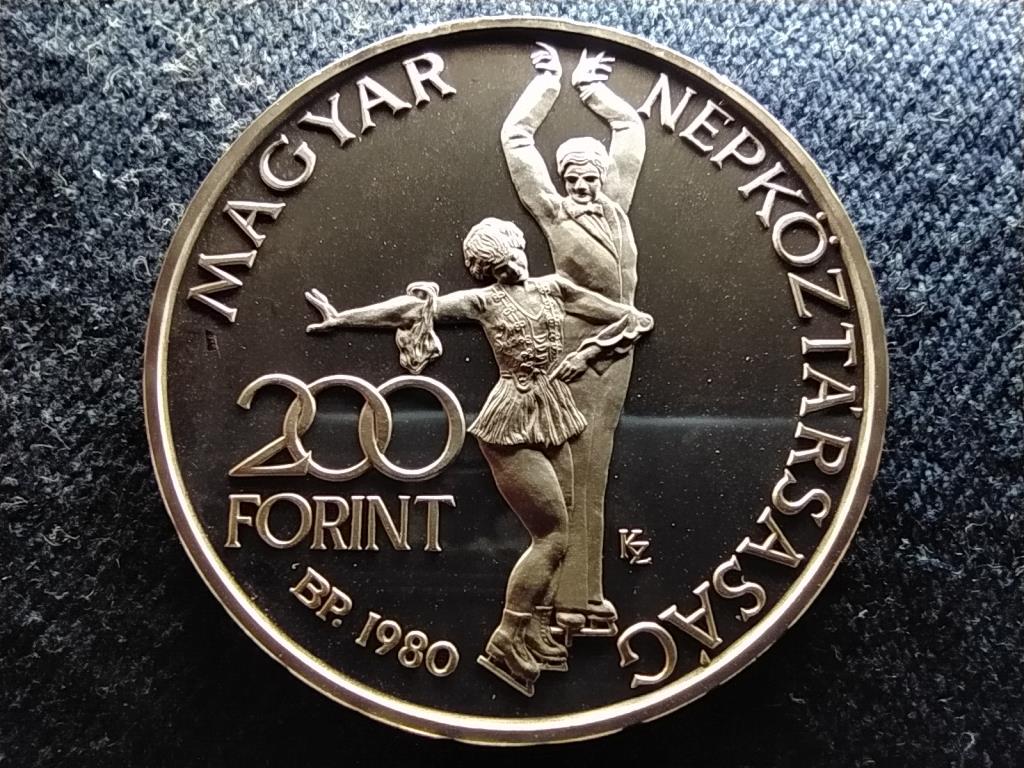 MAGYAR NÉPKÖZTÁRSASÁG
200
FORINT
BP. 1980
KZ